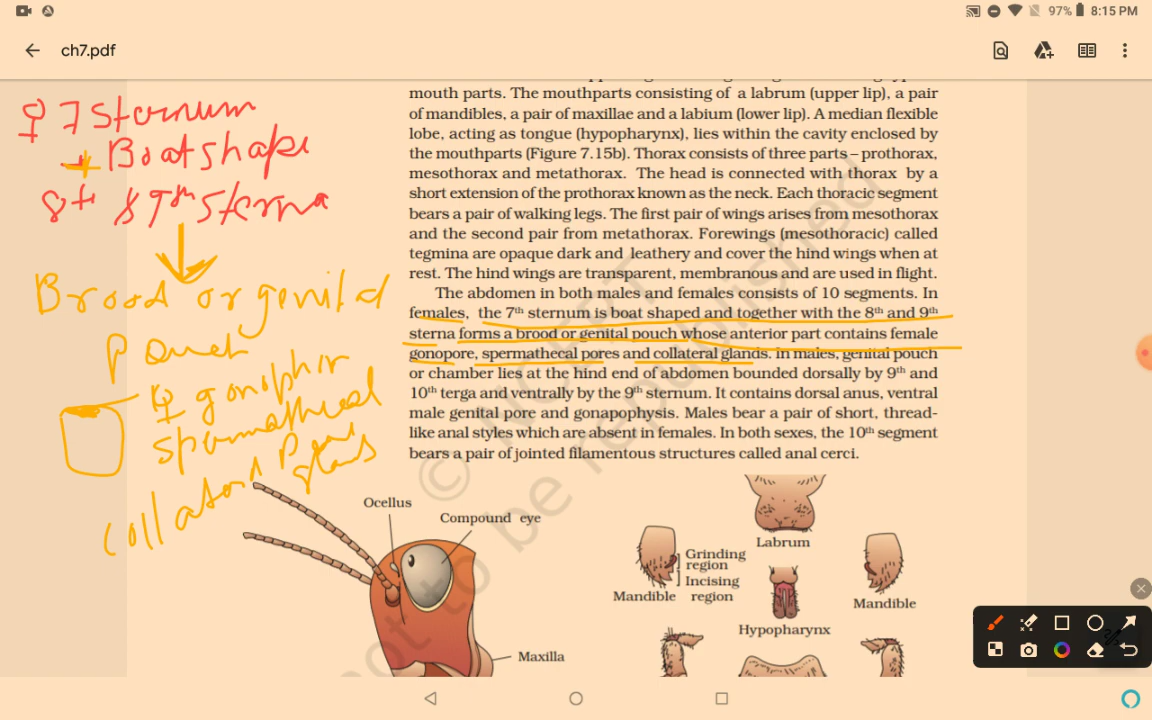 97% 8:15 PM
ch7.pdf
♀ 7 Sternum
+ Boat shape
8th & 9th Sterna
Brood or genital
Pouch
♀ gonophir
spermathecal P
collateral glands
mouth parts. The mouthparts consisting of a labrum (upper lip), a pair
of mandibles, a pair of maxillae and a labium (lower lip). A median flexible
lobe, acting as tongue (hypopharynx), lies within the cavity enclosed by
the mouthparts (Figure 7.15b). Thorax consists of three parts – prothorax,
mesothorax and metathorax. The head is connected with thorax by a
short extension of the prothorax known as the neck. Each thoracic segment
bears a pair of walking legs. The first pair of wings arises from mesothorax
and the second pair from metathorax. Forewings (mesothoracic) called
tegmina are opaque dark and leathery and cover the hind wings when at
rest. The hind wings are transparent, membranous and are used in flight.
The abdomen in both males and females consists of 10 segments. In
females, the 7th sternum is boat shaped and together with the 8th and 9th
sterna forms a brood or genital pouch whose anterior part contains female
gonopore, spermathecal pores and collateral glands. In males, genital pouch
or chamber lies at the hind end of abdomen bounded dorsally by 9th and
10th terga and ventrally by the 9th sternum. It contains dorsal anus, ventral
male genital pore and gonapophysis. Males bear a pair of short, thread-
like anal styles which are absent in females. In both sexes, the 10th segment
bears a pair of jointed filamentous structures called anal cerci.
© NCERT
not to be republished
Ocellus
Compound eye
Maxilla
Labrum
Grinding
region
Incising
region
Mandible
Mandible
Hypopharynx